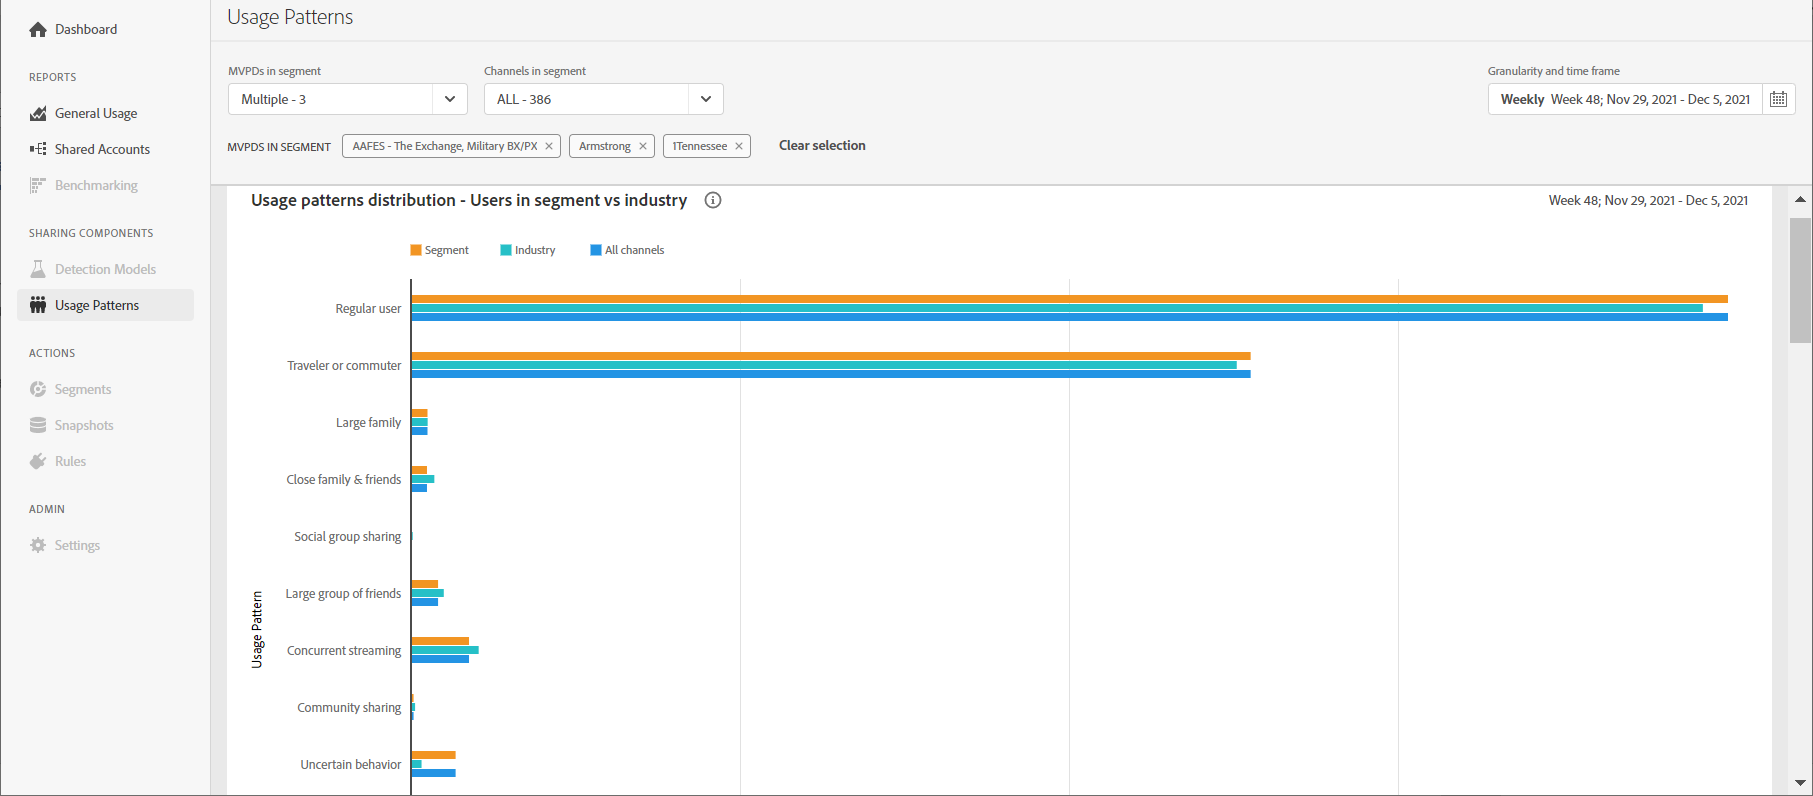 Dashboard
REPORTS
General Usage
Shared Accounts
Benchmarking
SHARING COMPONENTS
Detection Models
Usage Patterns
ACTIONS
Segments
Snapshots
Rules
ADMIN
Settings
Usage Patterns
MVPDs in segment
Multiple - 3
Channels in segment
ALL - 386
Granularity and time frame
Weekly Week 48; Nov 29, 2021 - Dec 5, 2021
MVPDS IN SEGMENT
AAFES - The Exchange, Military BX/PX ×
Armstrong ×
1Tennessee ×
Clear selection
Usage patterns distribution - Users in segment vs industry
Week 48; Nov 29, 2021 - Dec 5, 2021
Segment
Industry
All channels
Usage Pattern
Regular user
Traveler or commuter
Large family
Close family & friends
Social group sharing
Large group of friends
Concurrent streaming
Community sharing
Uncertain behavior